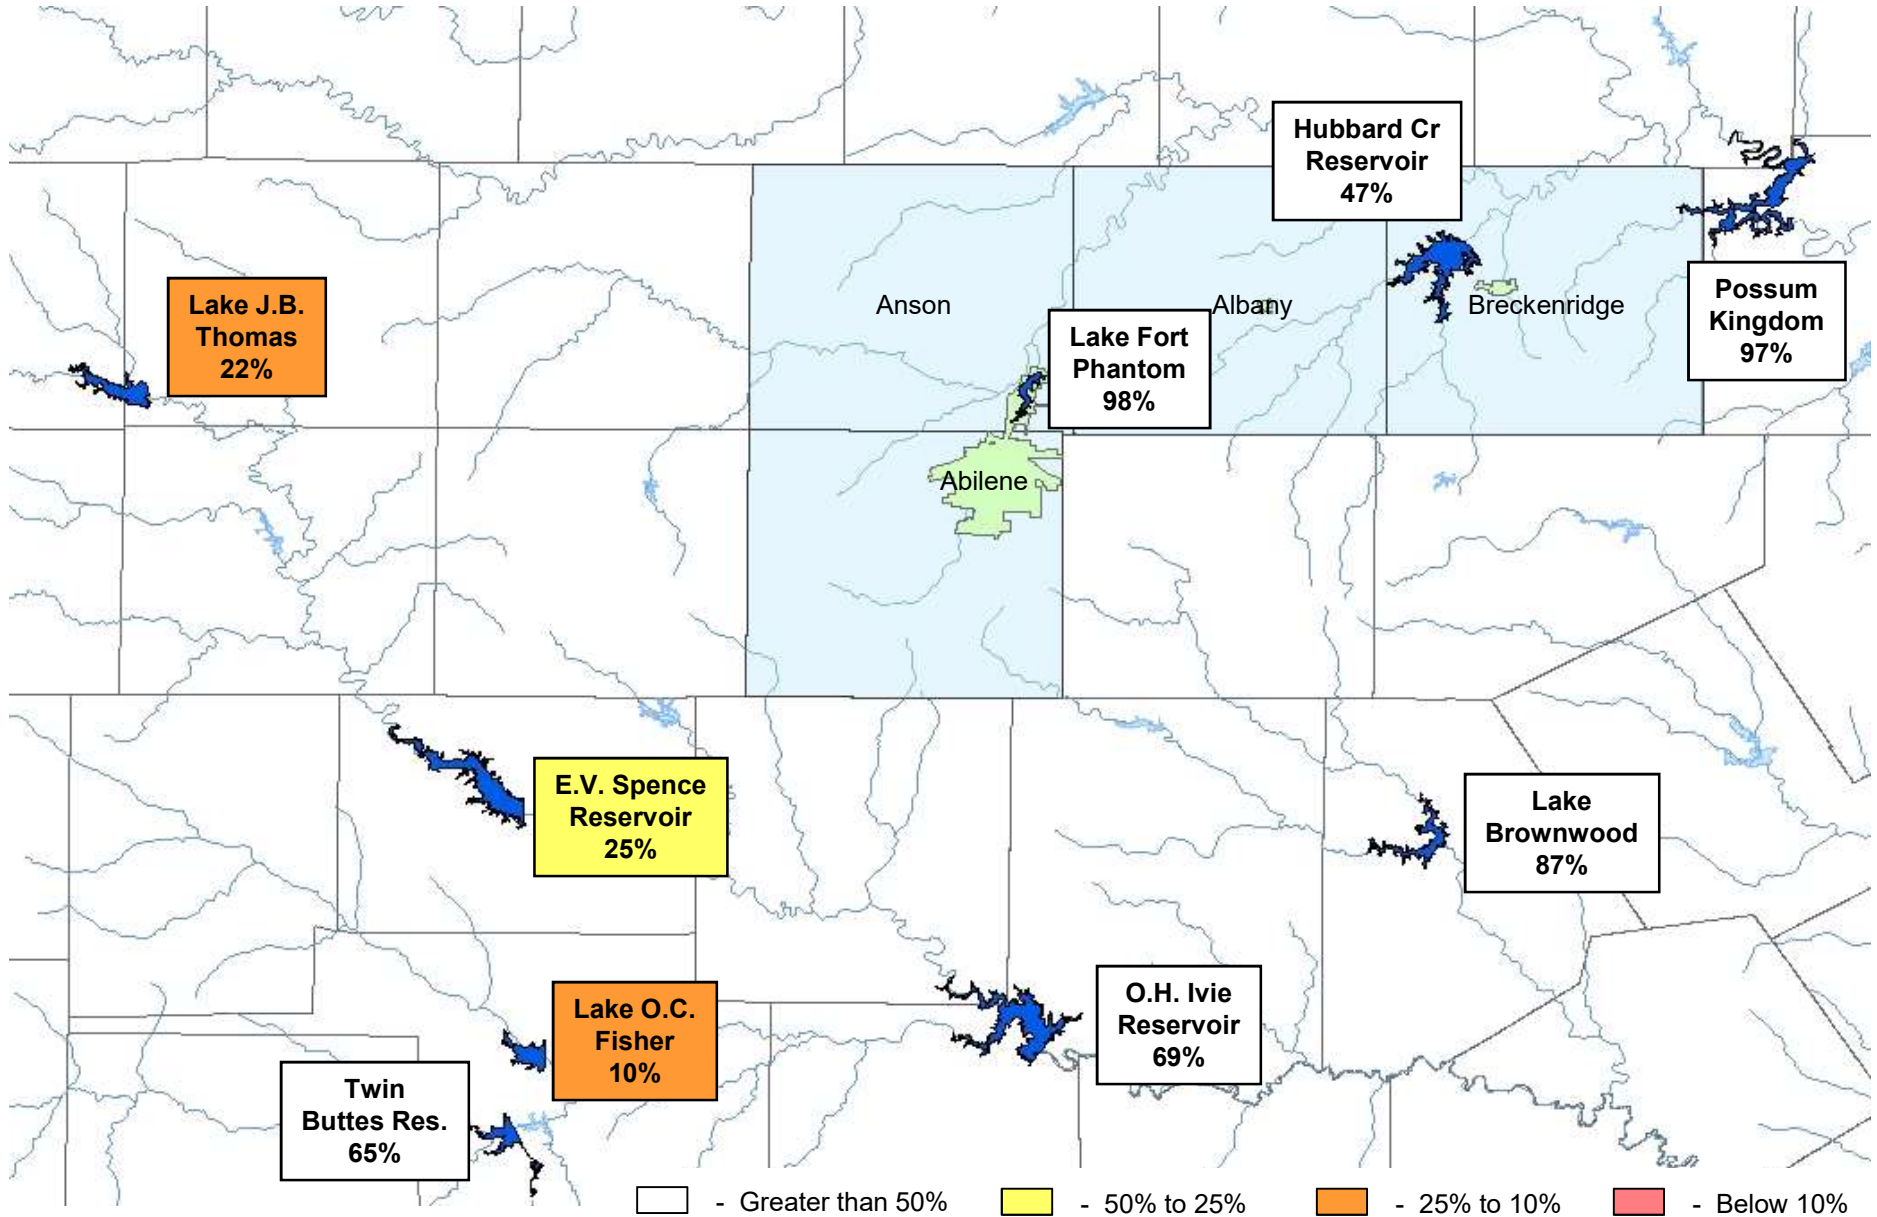 Hubbard Cr
Reservoir
47%
Lake J.B.
Thomas
22%
Anson
Albany
Breckenridge
Possum
Kingdom
97%
Lake Fort
Phantom
98%
Abilene
E.V. Spence
Reservoir
25%
Lake
Brownwood
87%
Lake O.C.
Fisher
10%
O.H. Ivie
Reservoir
69%
Twin
Buttes Res.
65%
- Greater than 50% - 50% to 25% - 25% to 10% - Below 10%